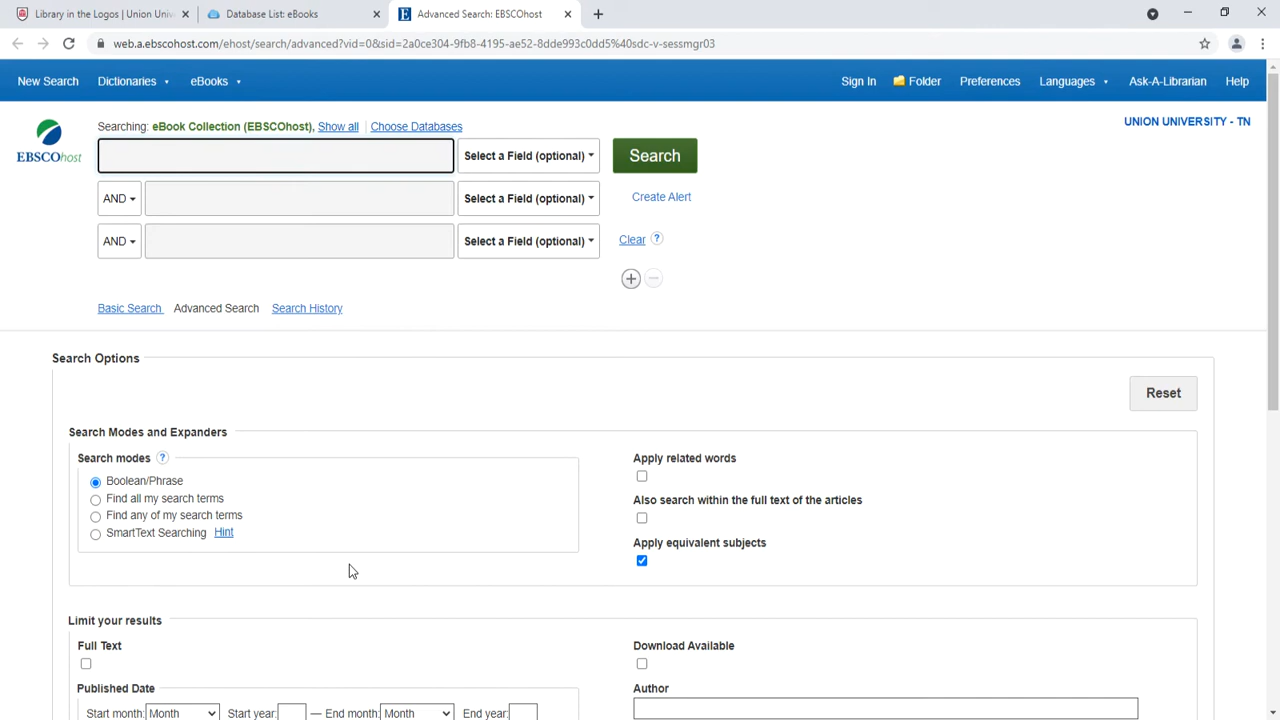 Library in the Logos | Union Univ
Database List: eBooks
Advanced Search: EBSCOhost
web.a.ebscohost.com/ehost/search/advanced?vid=0&sid=2a0ce304-9fb8-4195-ae52-8dde993c0dd5%40sdc-v-sessmgr03
New Search Dictionaries eBooks Sign In Folder Preferences Languages Ask-A-Librarian Help
EBSCOhost
Searching: eBook Collection (EBSCOhost), Show all | Choose Databases
UNION UNIVERSITY - TN
Select a Field (optional) Search
AND Select a Field (optional) Create Alert
AND Select a Field (optional) Clear ?
Basic Search Advanced Search Search History
Search Options
Reset
Search Modes and Expanders
Search modes ?
Boolean/Phrase
Find all my search terms
Find any of my search terms
SmartText Searching Hint
Apply related words
Also search within the full text of the articles
Apply equivalent subjects
Limit your results
Full Text
Download Available
Published Date
Author
Start month: Month Start year: — End month: Month End year: